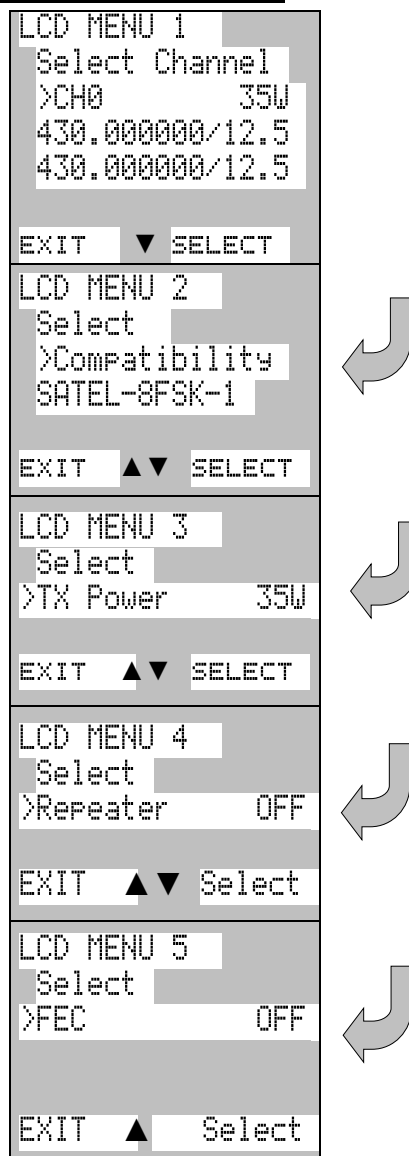 LCD MENU 1
Select Channel
>CH0 35W
430.000000/12.5
430.000000/12.5
EXIT ▼ SELECT
LCD MENU 2
Select
>Compatibility
SATEL-8FSK-1
EXIT ▲▼ SELECT
LCD MENU 3
Select
>TX Power 35W
EXIT ▲▼ SELECT
LCD MENU 4
Select
>Repeater OFF
EXIT ▲▼ Select
LCD MENU 5
Select
>FEC OFF
EXIT ▲ Select